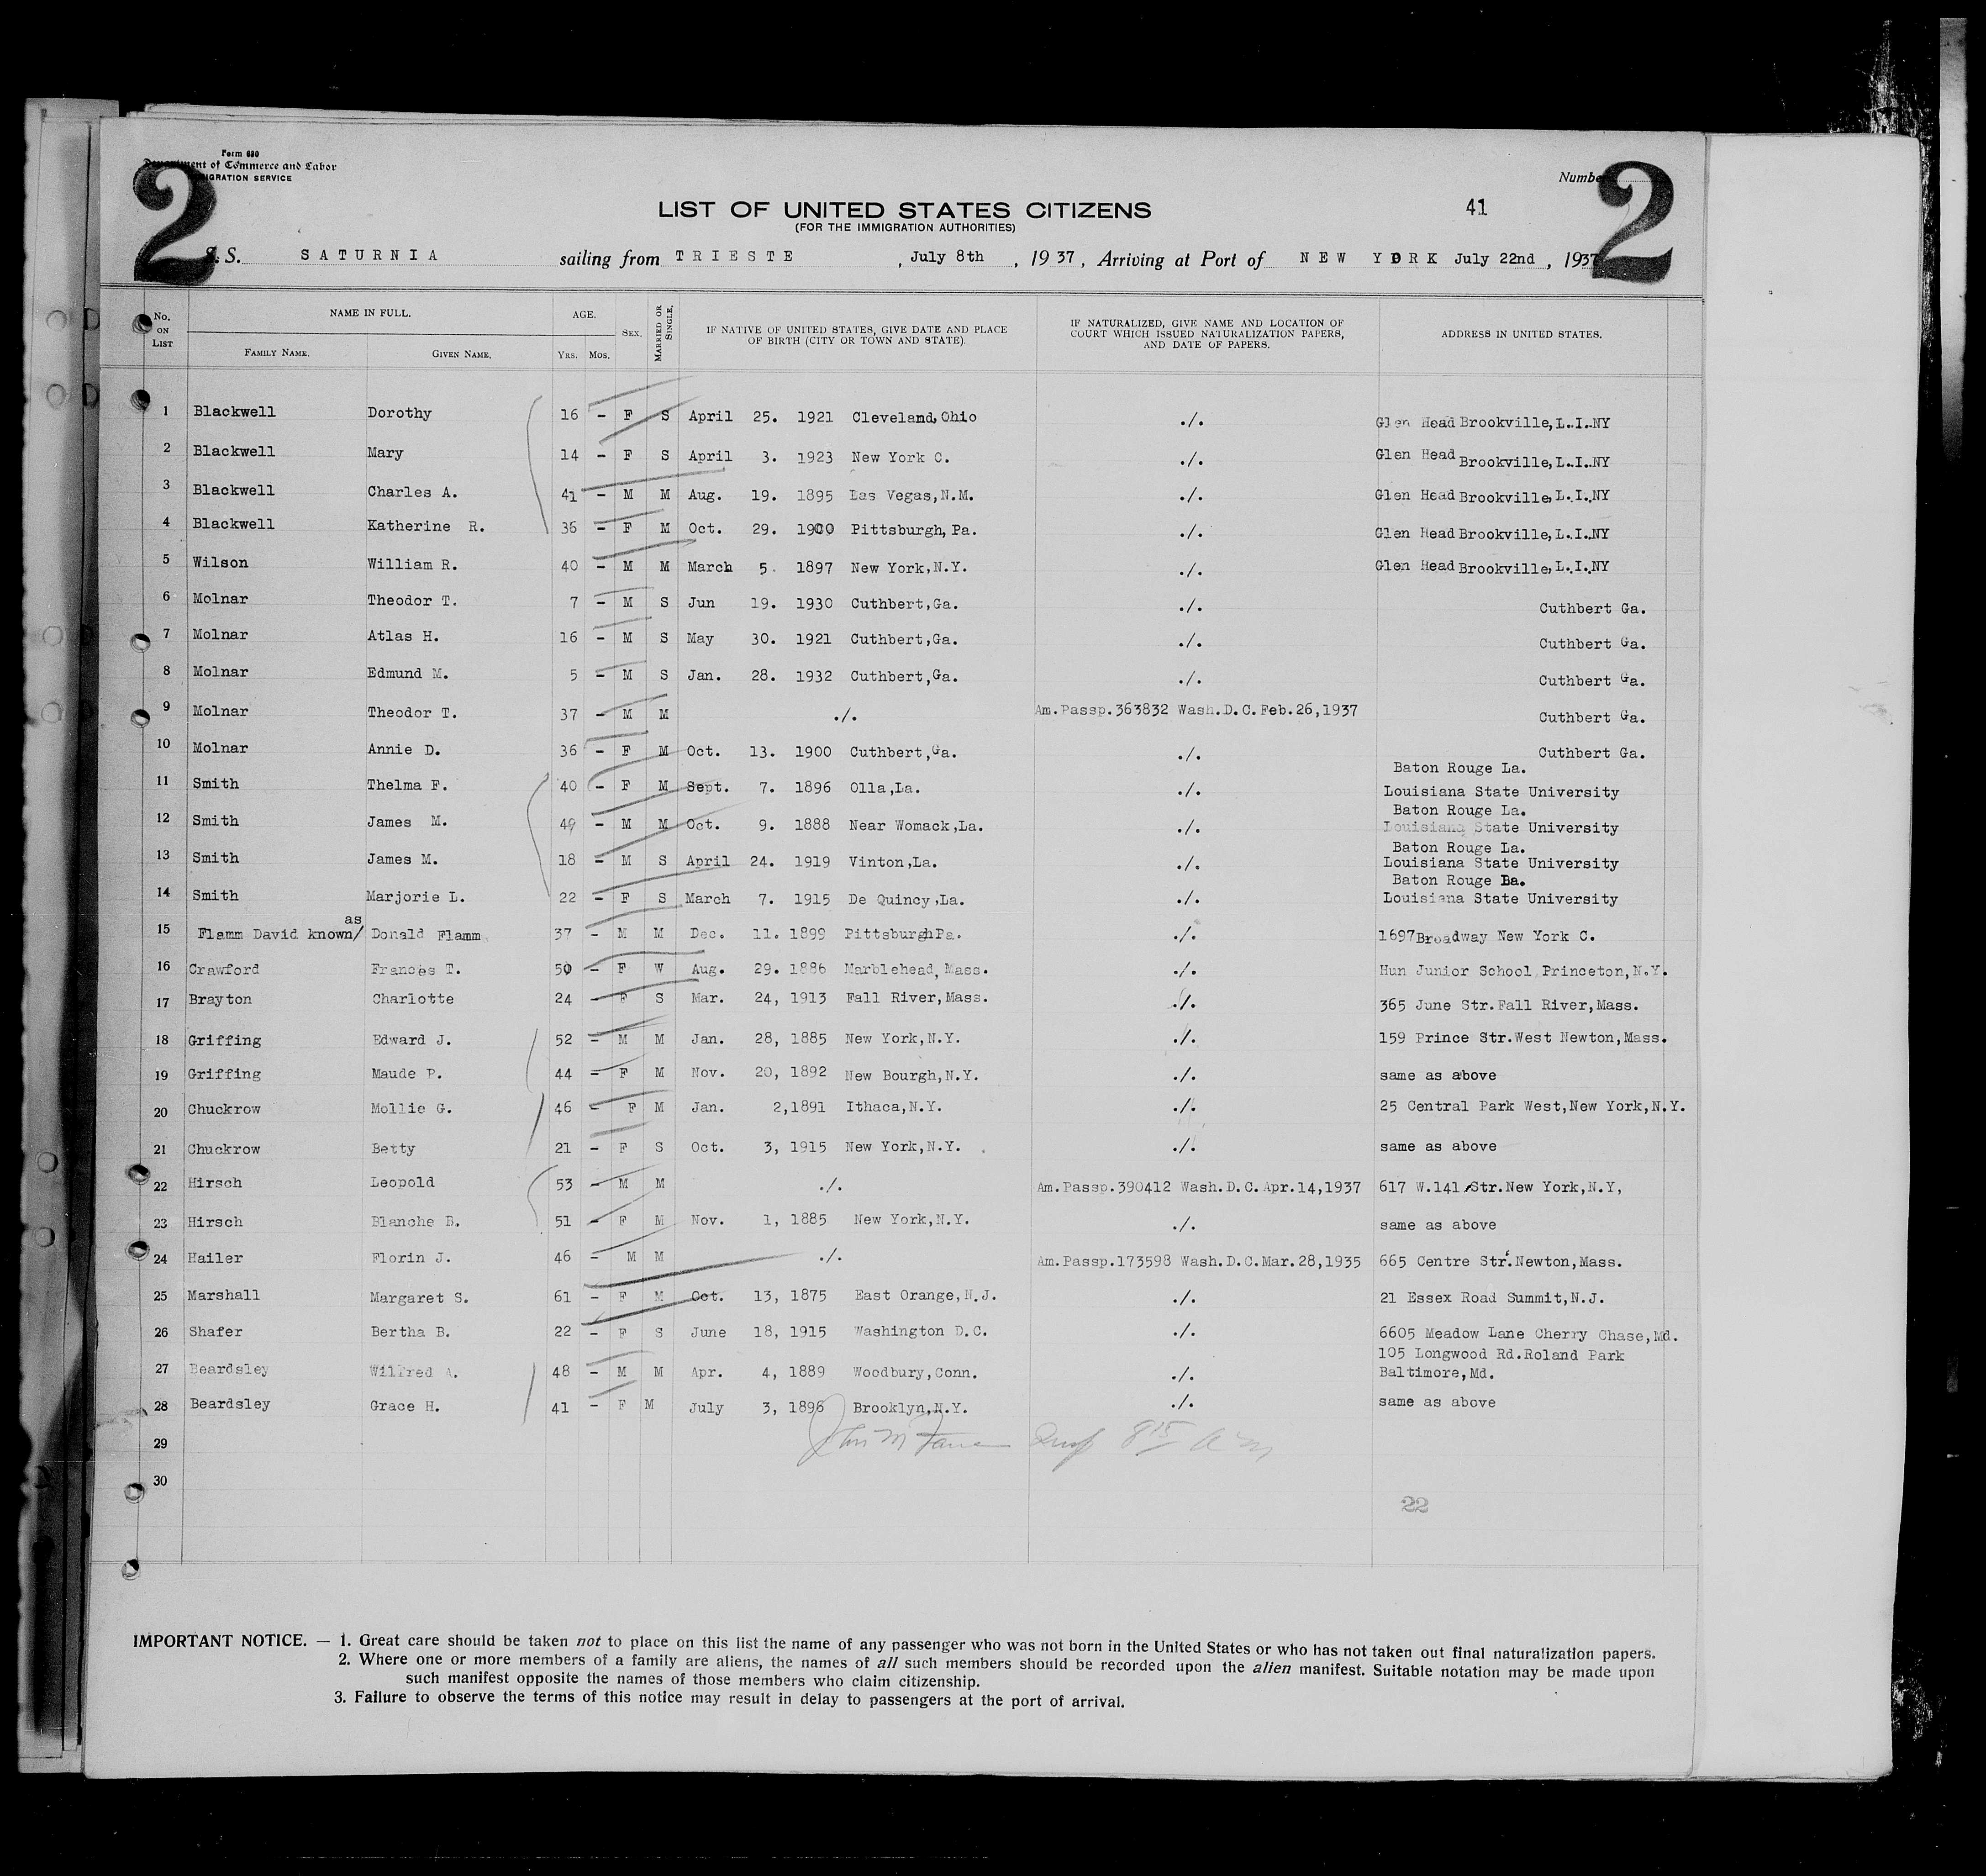 Form 630
Department of Commerce and Labor
IMMIGRATION SERVICE
2
Number
2
LIST OF UNITED STATES CITIZENS
41
(FOR THE IMMIGRATION AUTHORITIES)
S. S. SATURNIA sailing from TRIESTE , July 8th , 1937, Arriving at Port of NEW YORK July 22nd , 1937
No. ON LIST
NAME IN FULL.
FAMILY NAME. GIVEN NAME.
AGE.
YRS. MOS.
SEX.
MARRIED OR SINGLE.
IF NATIVE OF UNITED STATES, GIVE DATE AND PLACE
OF BIRTH (CITY OR TOWN AND STATE).
IF NATURALIZED, GIVE NAME AND LOCATION OF
COURT WHICH ISSUED NATURALIZATION PAPERS,
AND DATE OF PAPERS.
ADDRESS IN UNITED STATES.
1 Blackwell Dorothy 16 - F S April 25. 1921 Cleveland, Ohio ./. Glen Head Brookville, L.I.NY
2 Blackwell Mary 14 - F S April 3. 1923 New York C. ./. Glen Head Brookville, L.I.NY
3 Blackwell Charles A. 41 - M M Aug. 19. 1895 Las Vegas, N.M. ./. Glen Head Brookville, L.I.NY
4 Blackwell Katherine R. 36 - F M Oct. 29. 1900 Pittsburgh, Pa. ./. Glen Head Brookville, L.I.NY
5 Wilson William R. 40 - M M March 5. 1897 New York, N.Y. ./. Glen Head Brookville, L.I.NY
6 Molnar Theodor T. 7 - M S Jun 19. 1930 Cuthbert, Ga. ./. Cuthbert Ga.
7 Molnar Atlas H. 16 - M S May 30. 1921 Cuthbert, Ga. ./. Cuthbert Ga.
8 Molnar Edmund M. 5 - M S Jan. 28. 1932 Cuthbert, Ga. ./. Cuthbert Ga.
9 Molnar Theodor T. 37 - M M ./. Am.Passp.363832 Wash.D.C.Feb.26,1937 Cuthbert Ga.
10 Molnar Annie D. 36 - F M Oct. 13. 1900 Cuthbert, Ga. ./. Cuthbert Ga.
Baton Rouge La.
11 Smith Thelma F. 40 - F M Sept. 7. 1896 Olla, La. ./. Louisiana State University
Baton Rouge La.
12 Smith James M. 49 - M M Oct. 9. 1888 Near Womack, La. ./. Louisiana State University
Baton Rouge La.
13 Smith James M. 18 - M S April 24. 1919 Vinton, La. ./. Louisiana State University
Baton Rouge La.
14 Smith Marjorie L. 22 - F S March 7. 1915 De Quincy, La. ./. Louisiana State University
as
15 Flamm David known/ Donald Flamm 37 - M M Dec. 11. 1899 Pittsburgh Pa. ./. 1697 Broadway New York C.
16 Crawford Frances T. 50 - F W Aug. 29. 1886 Marblehead, Mass. ./. Hun Junior School Princeton, N.Y.
17 Brayton Charlotte 24 - F S Mar. 24, 1913 Fall River, Mass. ./. 365 June Str.Fall River, Mass.
18 Griffing Edward J. 52 - M M Jan. 28, 1885 New York, N.Y. ./. 159 Prince Str.West Newton, Mass.
19 Griffing Maude P. 44 - F M Nov. 20, 1892 New Bourgh, N.Y. ./. same as above
20 Chuckrow Mollie G. 46 - F M Jan. 2,1891 Ithaca, N.Y. ./. 25 Central Park West, New York, N.Y.
21 Chuckrow Betty 21 - F S Oct. 3, 1915 New York, N.Y. ./. same as above
22 Hirsch Leopold 53 - M M ./. Am.Passp.390412 Wash.D.C.Apr.14,1937 617 W.141 Str.New York, N.Y,
23 Hirsch Blanche B. 51 - F M Nov. 1, 1885 New York, N.Y. ./. same as above
24 Hailer Florin J. 46 - M M ./. Am.Passp.173598 Wash.D.C.Mar.28,1935 665 Centre Str.Newton, Mass.
25 Marshall Margaret S. 61 - F M Oct. 13, 1875 East Orange, N.J. ./. 21 Essex Road Summit, N.J.
26 Shafer Bertha B. 22 - F S June 18, 1915 Washington D.C. ./. 6605 Meadow Lane Cherry Chase, Md.
105 Longwood Rd.Roland Park
27 Beardsley Wilfred A. 48 - M M Apr. 4, 1889 Woodbury, Conn. ./. Baltimore, Md.
28 Beardsley Grace H. 41 - F M July 3, 1896 Brooklyn, N.Y. ./. same as above
29
30
8 15 A M
22
IMPORTANT NOTICE. — 1. Great care should be taken not to place on this list the name of any passenger who was not born in the United States or who has not taken out final naturalization papers.
2. Where one or more members of a family are aliens, the names of all such members should be recorded upon the alien manifest. Suitable notation may be made upon
such manifest opposite the names of those members who claim citizenship.
3. Failure to observe the terms of this notice may result in delay to passengers at the port of arrival.